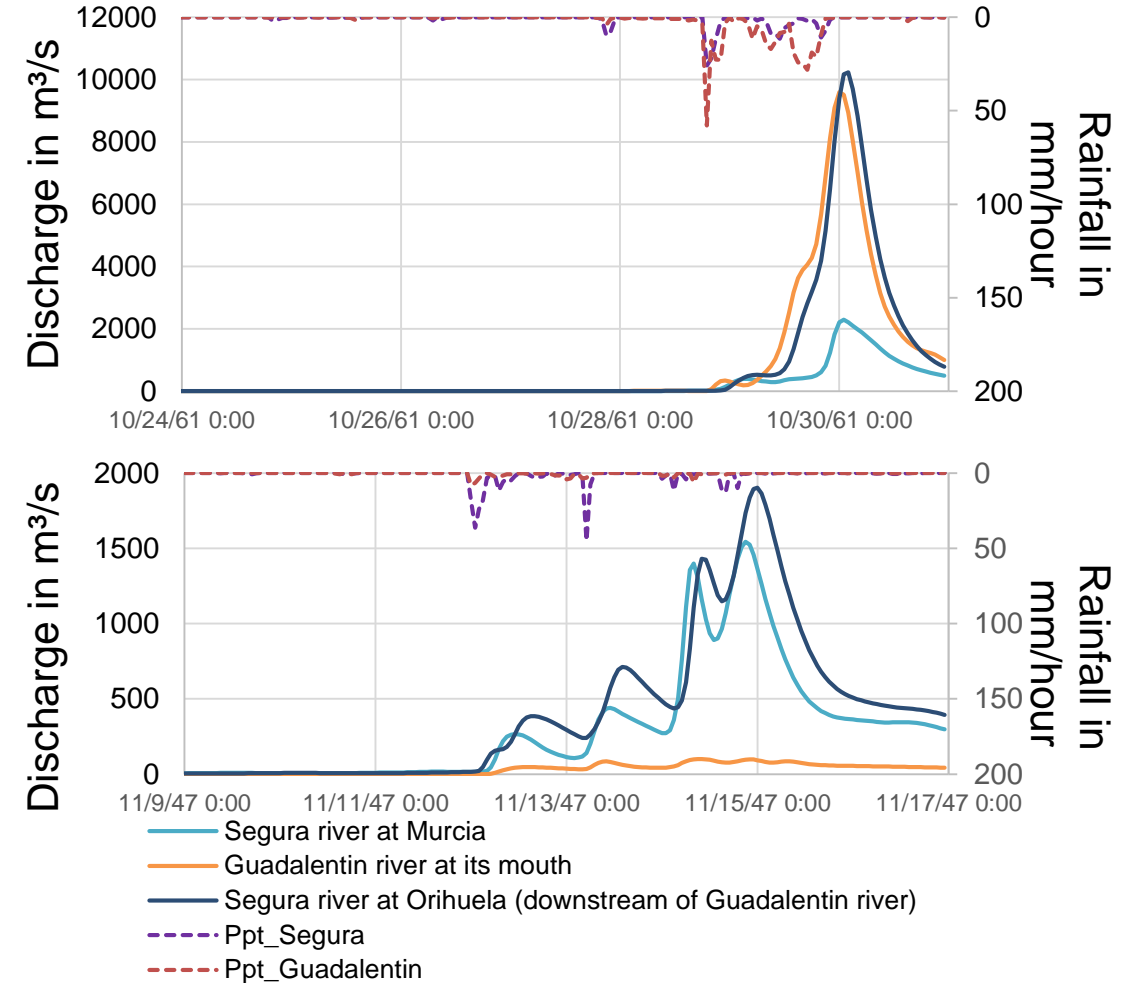 Discharge in m³/s
12000
10000
8000
6000
4000
2000
0
0
50
100
150
200
Rainfall in
mm/hour
10/24/61 0:00
10/26/61 0:00
10/28/61 0:00
10/30/61 0:00
Discharge in m³/s
2000
1500
1000
500
0
0
50
100
150
200
Rainfall in
mm/hour
11/9/47 0:00
11/11/47 0:00
11/13/47 0:00
11/15/47 0:00
11/17/47 0:00
Segura river at Murcia
Guadalentin river at its mouth
Segura river at Orihuela (downstream of Guadalentin river)
Ppt_Segura
Ppt_Guadalentin